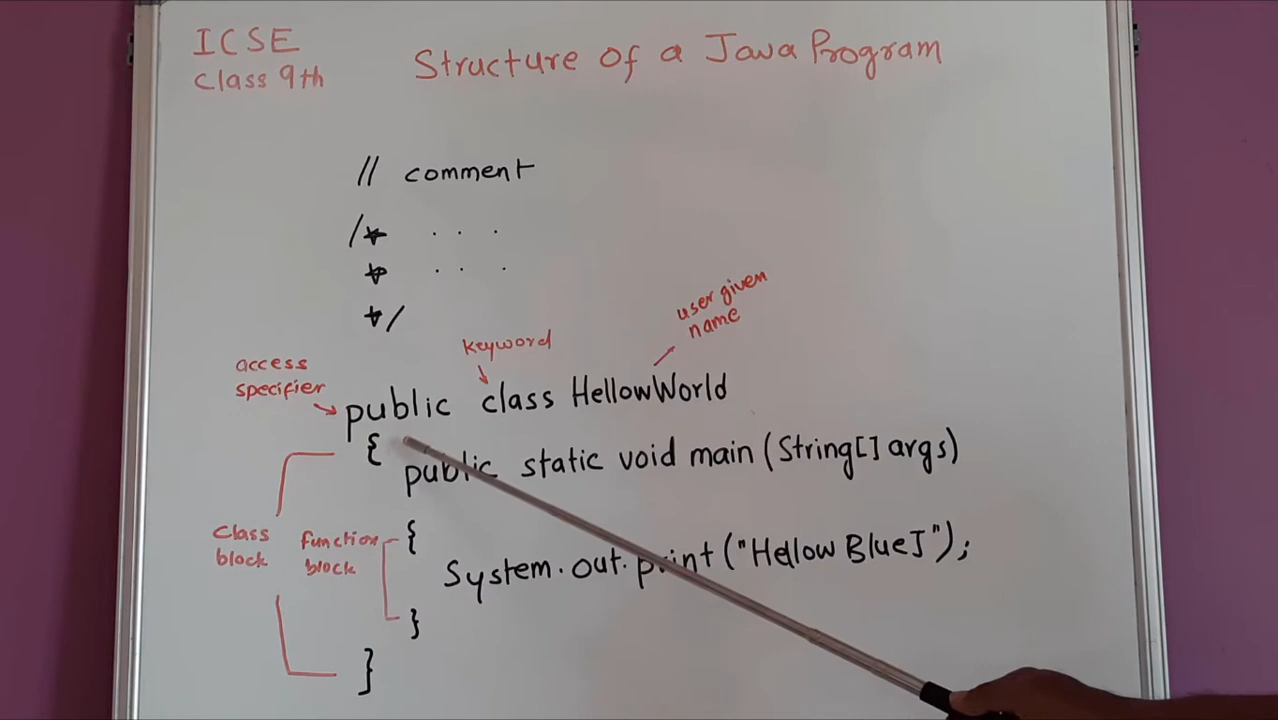 ICSE
Class 9th
Structure of a Java Program
// comment
/* . . .
* . . .
*/
access
specifier
keyword
user given
name
public class HellowWorld
{
public static void main (String[] args)
class
block
function
block
{
System.out.print ("Hellow BlueJ");
}
}